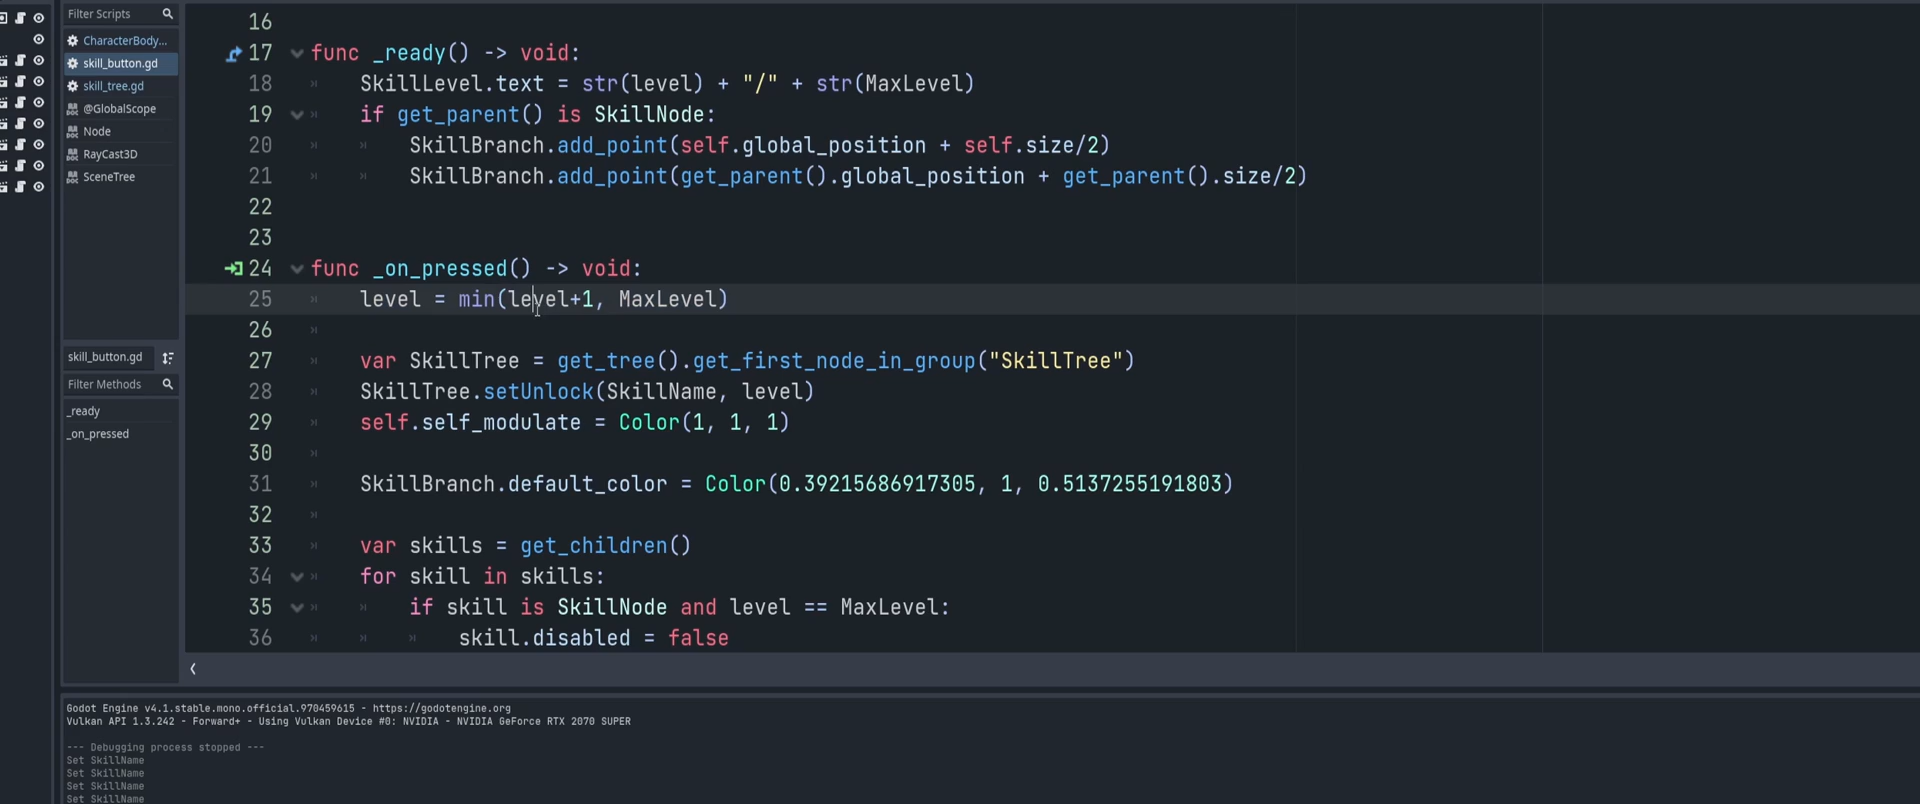 Filter Scripts
CharacterBody...
skill_button.gd
skill_tree.gd
@GlobalScope
Node
RayCast3D
SceneTree
skill_button.gd
Filter Methods
_ready
_on_pressed
16
17 func _ready() -> void:
18 SkillLevel.text = str(level) + "/" + str(MaxLevel)
19 if get_parent() is SkillNode:
20 SkillBranch.add_point(self.global_position + self.size/2)
21 SkillBranch.add_point(get_parent().global_position + get_parent().size/2)
22
23
24 func _on_pressed() -> void:
25 level = min(level+1, MaxLevel)
26
27 var SkillTree = get_tree().get_first_node_in_group("SkillTree")
28 SkillTree.setUnlock(SkillName, level)
29 self.self_modulate = Color(1, 1, 1)
30
31 SkillBranch.default_color = Color(0.39215686917305, 1, 0.5137255191803)
32
33 var skills = get_children()
34 for skill in skills:
35 if skill is SkillNode and level == MaxLevel:
36 skill.disabled = false
Godot Engine v4.1.stable.mono.official.970459615 - https://godotengine.org
Vulkan API 1.3.242 - Forward+ - Using Vulkan Device #0: NVIDIA - NVIDIA GeForce RTX 2070 SUPER
--- Debugging process stopped ---
Set SkillName
Set SkillName
Set SkillName
Set SkillName